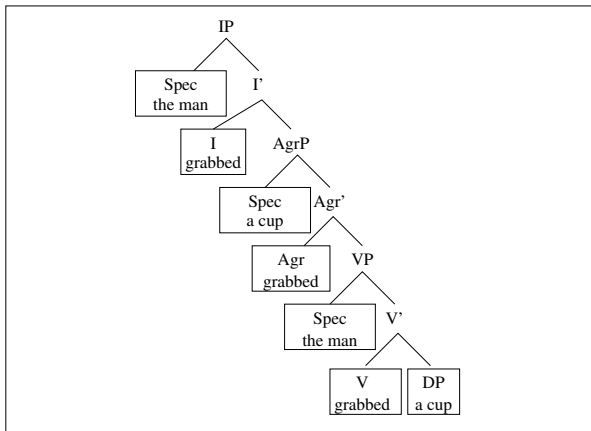 IP
Spec
the man
I'
I
grabbed
AgrP
Spec
a cup
Agr'
Agr
grabbed
VP
Spec
the man
V'
V
grabbed
DP
a cup